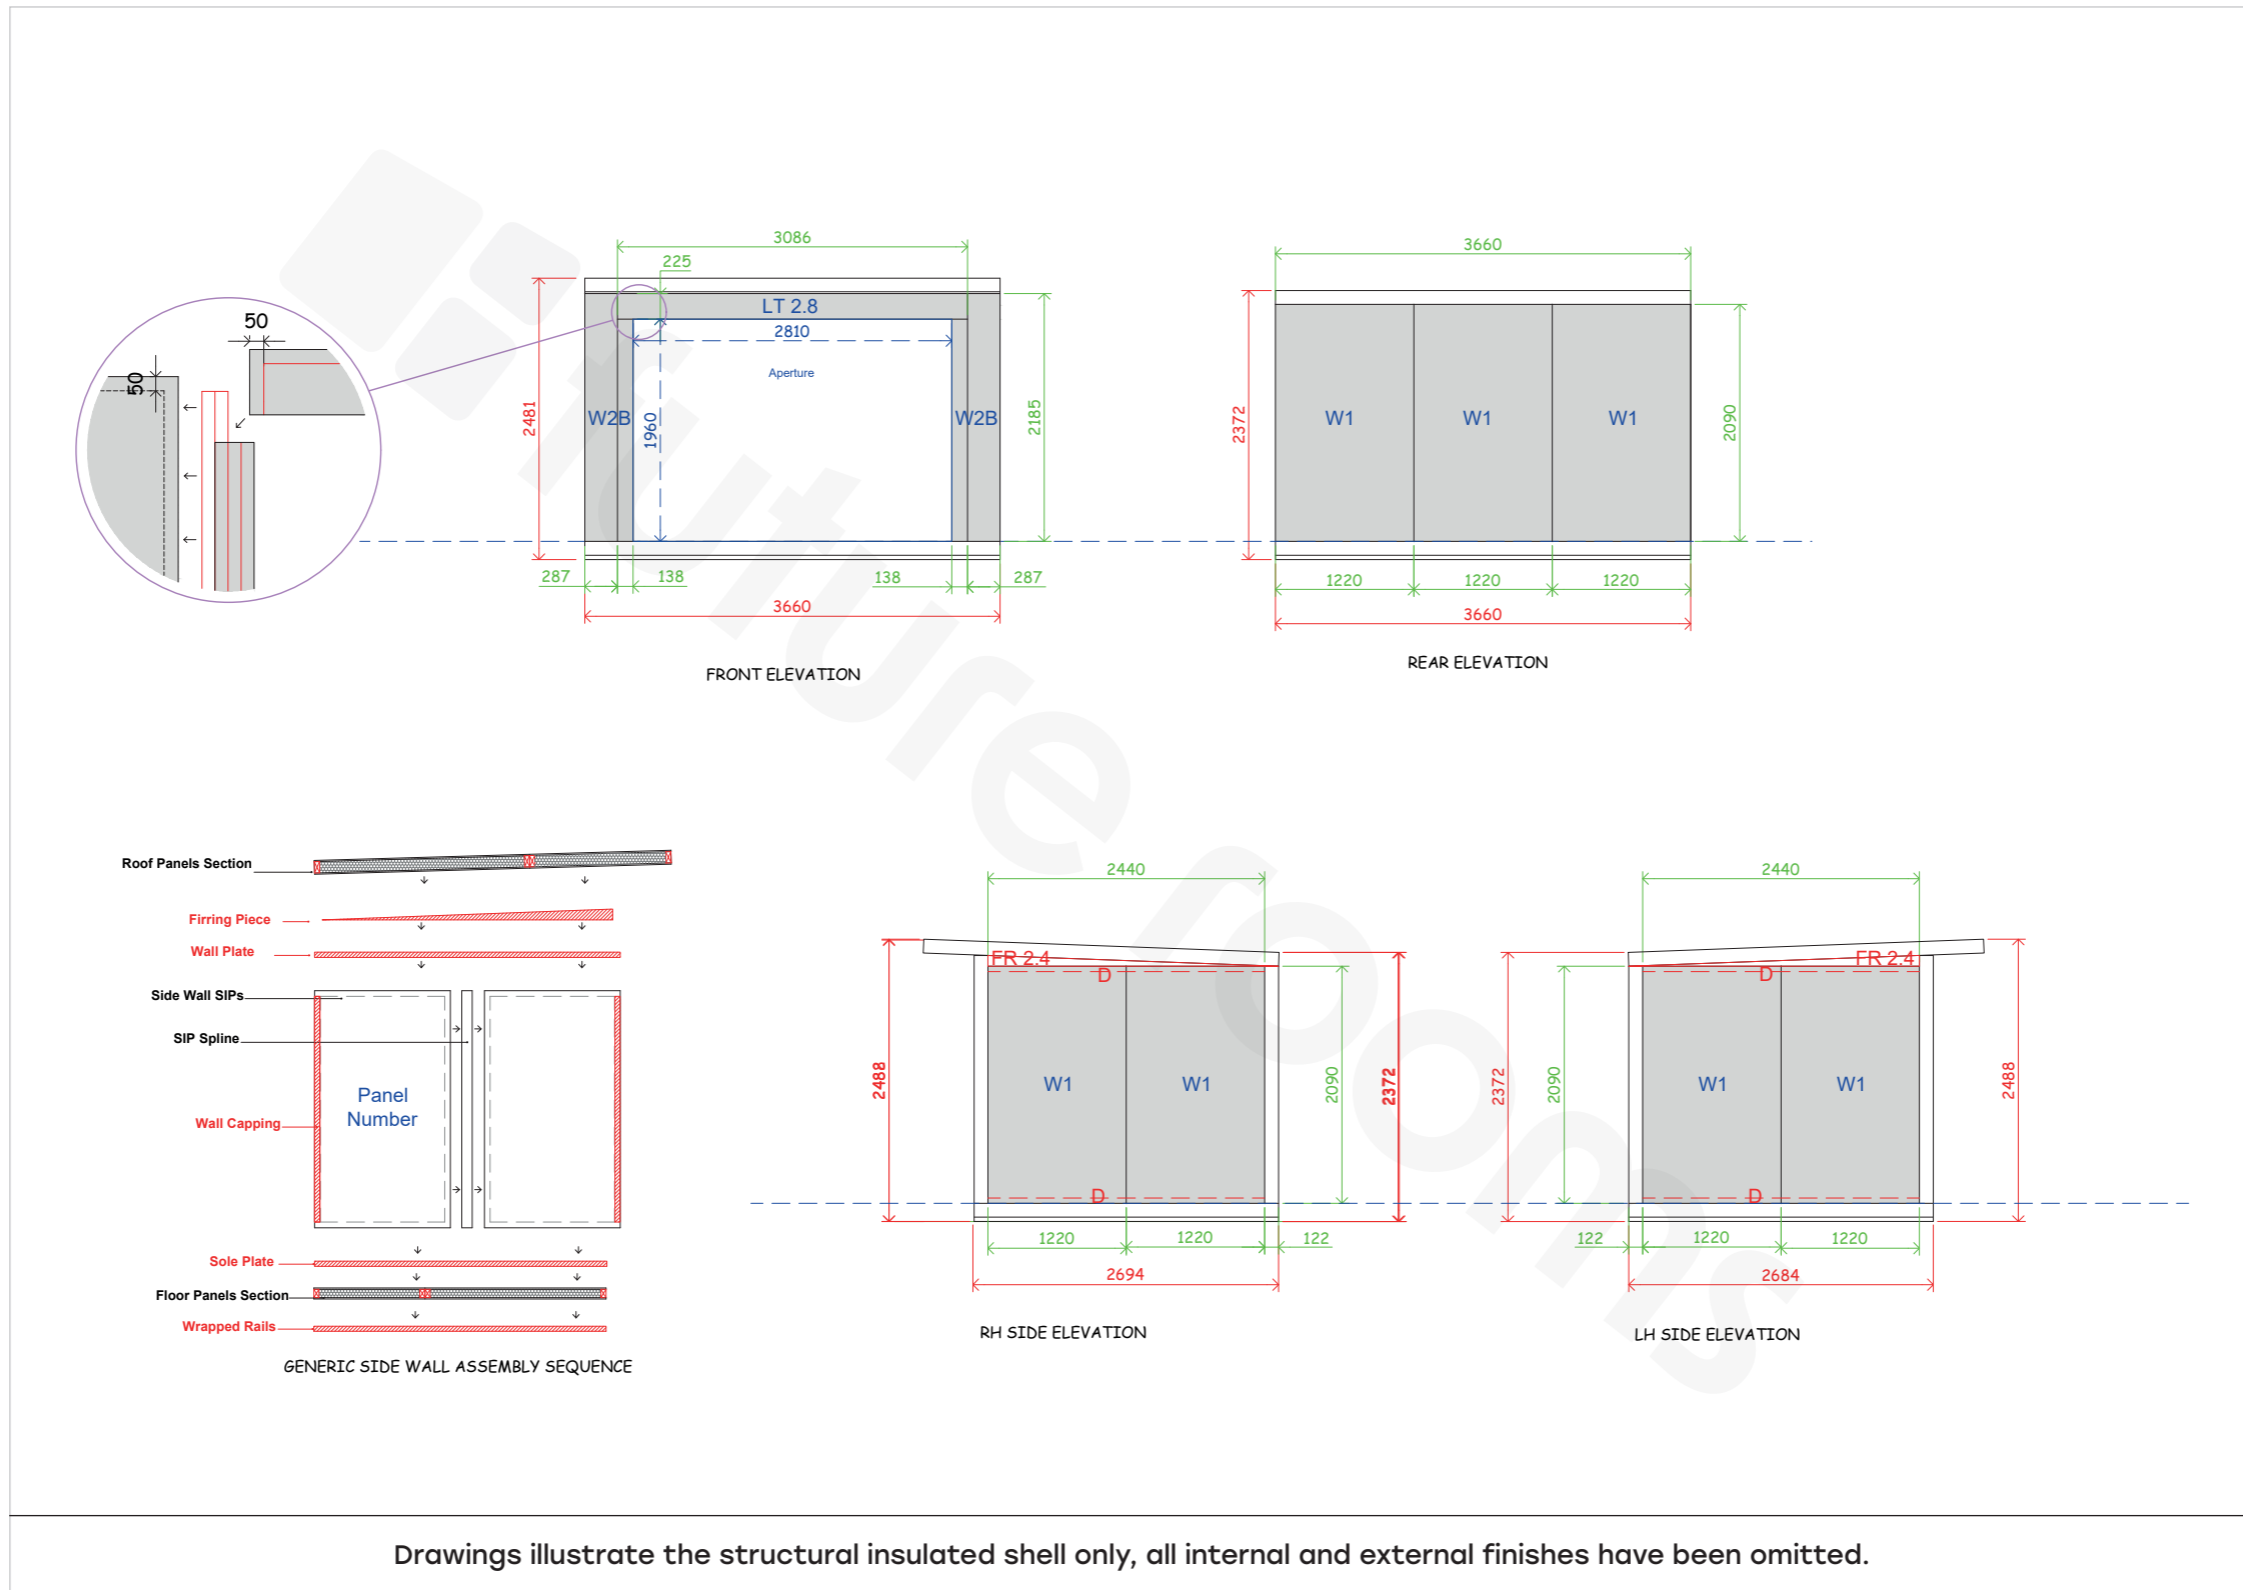 3086
225
LT 2.8
2810
Aperture
50
50
2481
W2B
1960
W2B
2185
287
138
138
287
3660
FRONT ELEVATION
3660
2372
W1
W1
W1
2090
1220
1220
1220
3660
REAR ELEVATION
future rooms
Roof Panels Section
Firring Piece
Wall Plate
Side Wall SIPs
SIP Spline
Panel
Number
Wall Capping
Sole Plate
Floor Panels Section
Wrapped Rails
GENERIC SIDE WALL ASSEMBLY SEQUENCE
2440
FR 2.4
D
2488
W1
W1
2090
2372
D
1220
1220
122
2694
RH SIDE ELEVATION
2440
FR 2.4
D
2372
2090
W1
W1
2488
D
122
1220
1220
2684
LH SIDE ELEVATION
Drawings illustrate the structural insulated shell only, all internal and external finishes have been omitted.